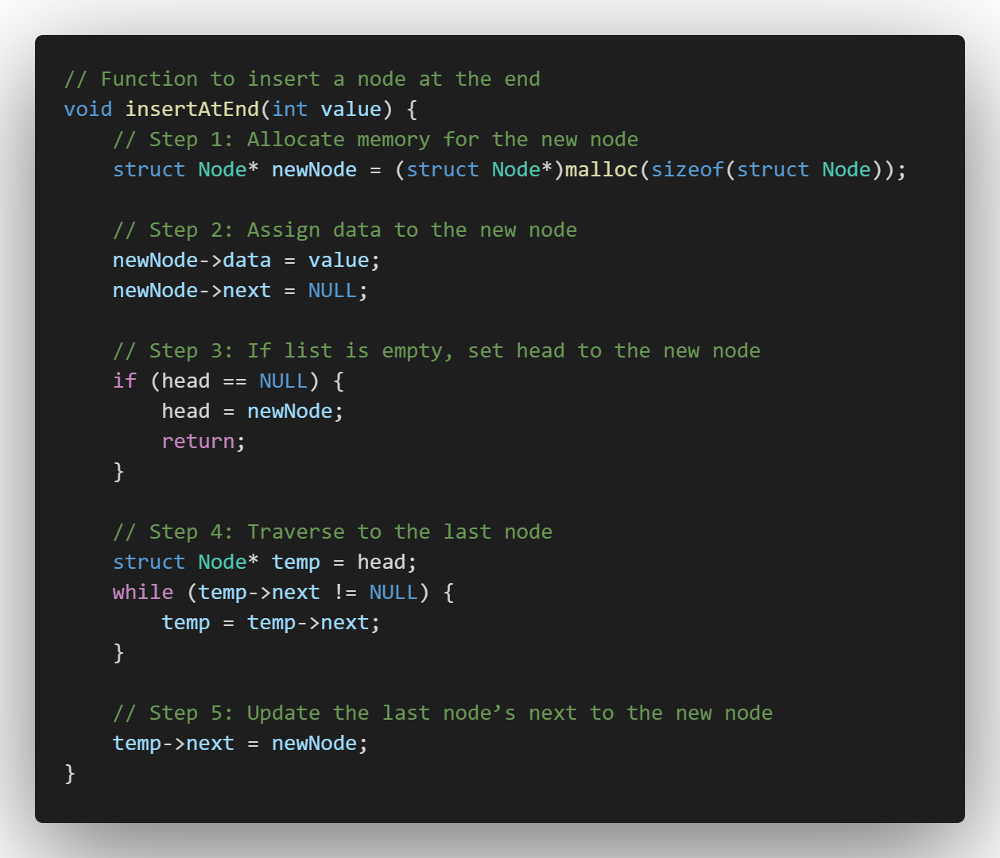 // Function to insert a node at the end
void insertAtEnd(int value) {
    // Step 1: Allocate memory for the new node
    struct Node* newNode = (struct Node*)malloc(sizeof(struct Node));
    // Step 2: Assign data to the new node
    newNode->data = value;
    newNode->next = NULL;
    // Step 3: If list is empty, set head to the new node
    if (head == NULL) {
        head = newNode;
        return;
    }
    // Step 4: Traverse to the last node
    struct Node* temp = head;
    while (temp->next != NULL) {
        temp = temp->next;
    }
    // Step 5: Update the last node’s next to the new node
    temp->next = newNode;
}